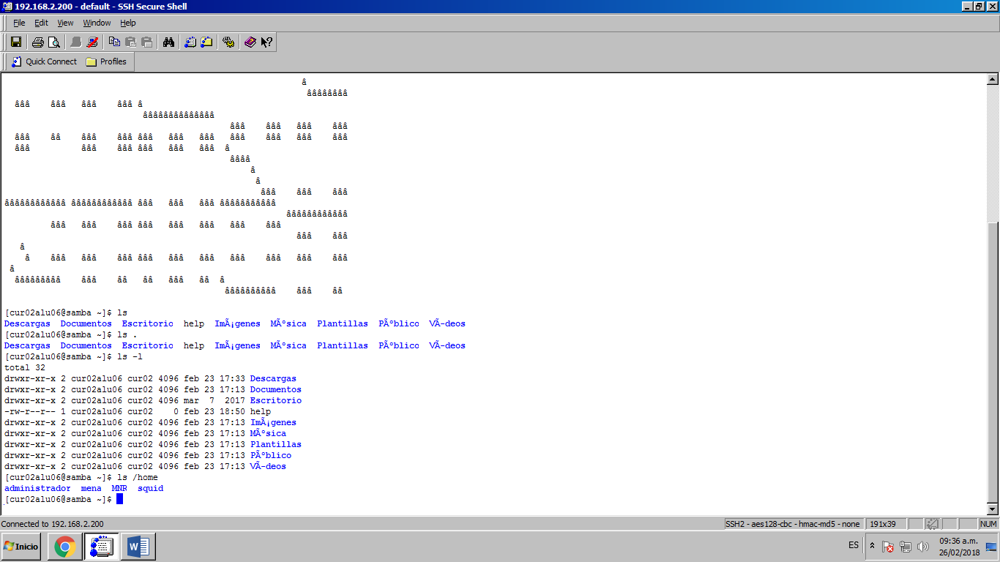 192.168.2.200 - default - SSH Secure Shell
File Edit View Window Help
Quick Connect Profiles
â
ââââââââ
âââ âââ âââ âââ â
ââââââââââââââ
âââ âââ âââ âââ
âââ ââ âââ âââ âââ âââ âââ âââ âââ âââ âââ
âââ âââ âââ âââ âââ âââ â
ââââ
â
â
âââ âââ âââ
ââââââââââââ ââââââââââââ âââ âââ âââ âââââââââââ
ââââââââââââ
âââ âââ âââ âââ âââ âââ âââ âââ
âââ âââ
â
â âââ âââ âââ âââ âââ âââ âââ âââ âââ âââ
â
âââââââââ âââ ââ ââ âââ ââ â
ââââââââââ âââ ââ
[cur02alu06@samba ~]$ ls
Descargas Documentos Escritorio help ImÃ¡genes MÃºsica Plantillas PÃºblico VÃ-deos
[cur02alu06@samba ~]$ ls .
Descargas Documentos Escritorio help ImÃ¡genes MÃºsica Plantillas PÃºblico VÃ-deos
[cur02alu06@samba ~]$ ls -l
total 32
drwxr-xr-x 2 cur02alu06 cur02 4096 feb 23 17:33 Descargas
drwxr-xr-x 2 cur02alu06 cur02 4096 feb 23 17:13 Documentos
drwxr-xr-x 2 cur02alu06 cur02 4096 mar 7 2017 Escritorio
-rw-r--r-- 1 cur02alu06 cur02 0 feb 23 18:50 help
drwxr-xr-x 2 cur02alu06 cur02 4096 feb 23 17:13 ImÃ¡genes
drwxr-xr-x 2 cur02alu06 cur02 4096 feb 23 17:13 MÃºsica
drwxr-xr-x 2 cur02alu06 cur02 4096 feb 23 17:13 Plantillas
drwxr-xr-x 2 cur02alu06 cur02 4096 feb 23 17:13 PÃºblico
drwxr-xr-x 2 cur02alu06 cur02 4096 feb 23 17:13 VÃ-deos
[cur02alu06@samba ~]$ ls /home
administrador mena MNR squid
[cur02alu06@samba ~]$
Connected to 192.168.2.200 SSH2 - aes128-cbc - hmac-md5 - none 191x39 NUM
Inicio ES 09:36 a.m.
26/02/2018